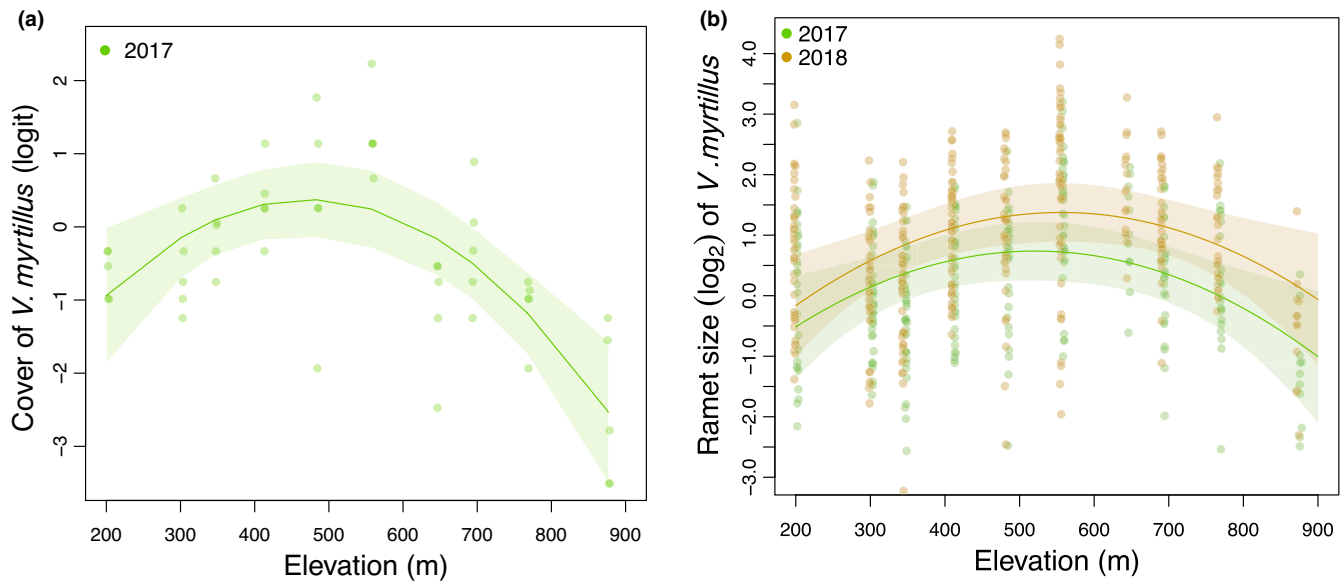 (a)
2017
Cover of V. myrtillus (logit)
2
1
0
−1
−2
−3
200 300 400 500 600 700 800 900
Elevation (m)
(b)
2017
2018
Ramet size (log₂) of V .myrtillus
4.0
3.0
2.0
1.0
0.0
−1.0
−2.0
−3.0
200 300 400 500 600 700 800 900
Elevation (m)